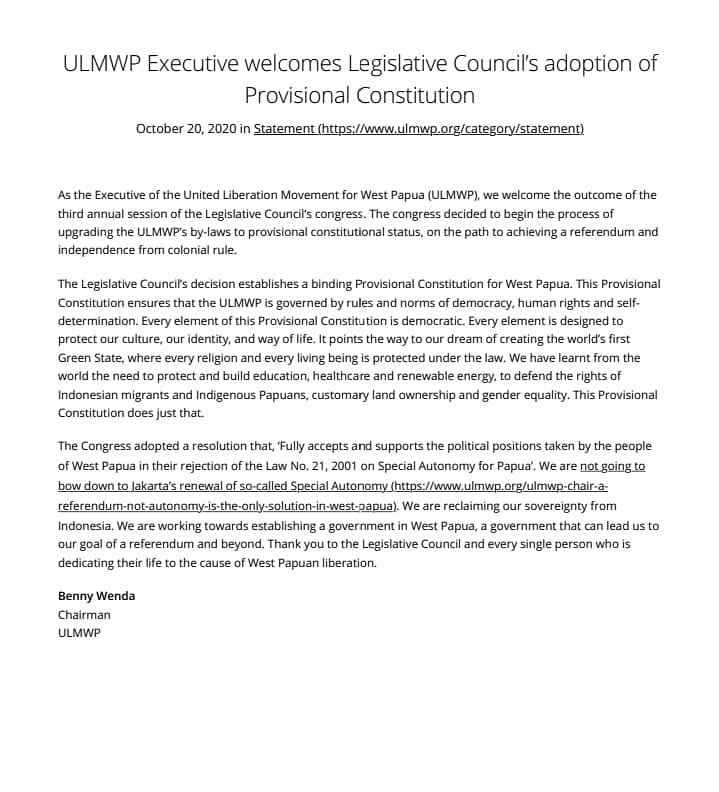 ULMWP Executive welcomes Legislative Council’s adoption of
Provisional Constitution
October 20, 2020 in Statement (https://www.ulmwp.org/category/statement)
As the Executive of the United Liberation Movement for West Papua (ULMWP), we welcome the outcome of the
third annual session of the Legislative Council’s congress. The congress decided to begin the process of
upgrading the ULMWP’s by-laws to provisional constitutional status, on the path to achieving a referendum and
independence from colonial rule.
The Legislative Council’s decision establishes a binding Provisional Constitution for West Papua. This Provisional
Constitution ensures that the ULMWP is governed by rules and norms of democracy, human rights and self-
determination. Every element of this Provisional Constitution is democratic. Every element is designed to
protect our culture, our identity, and way of life. It points the way to our dream of creating the world’s first
Green State, where every religion and every living being is protected under the law. We have learnt from the
world the need to protect and build education, healthcare and renewable energy, to defend the rights of
Indonesian migrants and Indigenous Papuans, customary land ownership and gender equality. This Provisional
Constitution does just that.
The Congress adopted a resolution that, ‘Fully accepts and supports the political positions taken by the people
of West Papua in their rejection of the Law No. 21, 2001 on Special Autonomy for Papua’. We are not going to
bow down to Jakarta’s renewal of so-called Special Autonomy (https://www.ulmwp.org/ulmwp-chair-a-
referendum-not-autonomy-is-the-only-solution-in-west-papua). We are reclaiming our sovereignty from
Indonesia. We are working towards establishing a government in West Papua, a government that can lead us to
our goal of a referendum and beyond. Thank you to the Legislative Council and every single person who is
dedicating their life to the cause of West Papuan liberation.
Benny Wenda
Chairman
ULMWP